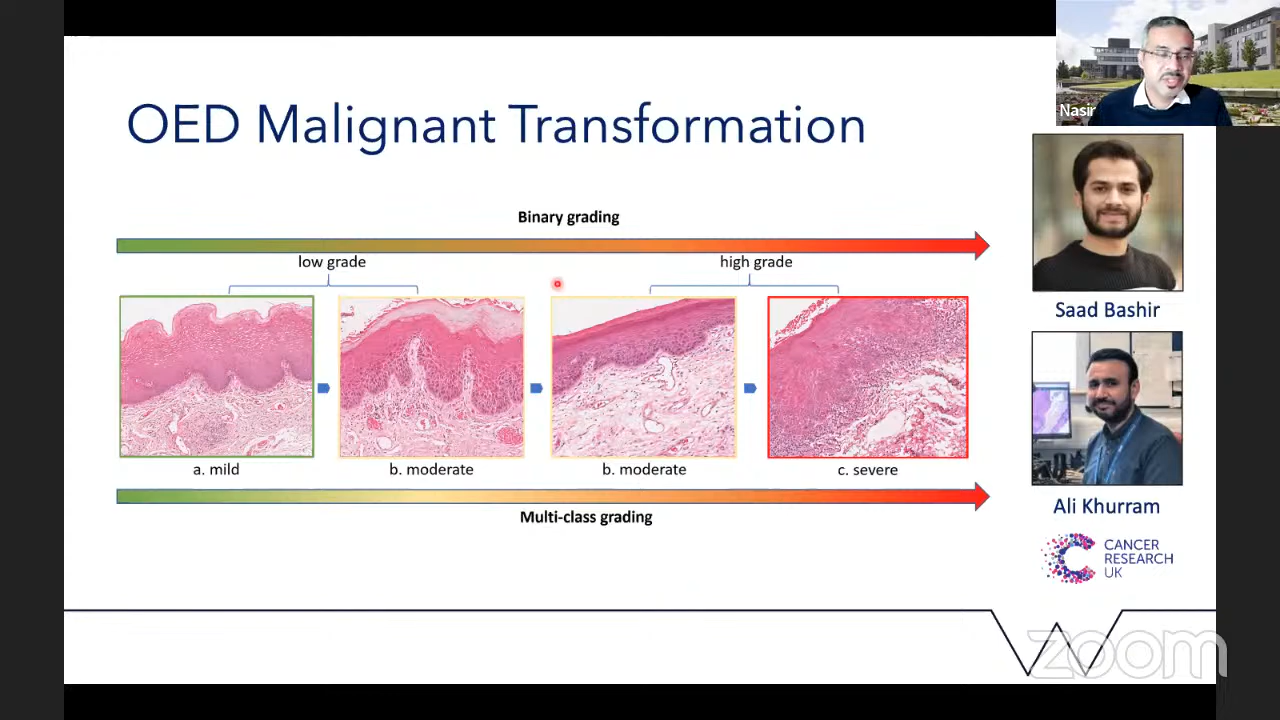 Nasir
OED Malignant Transformation
Binary grading
low grade
high grade
a. mild
b. moderate
b. moderate
c. severe
Multi-class grading
Saad Bashir
Ali Khurram
CANCER
RESEARCH
UK
zoom